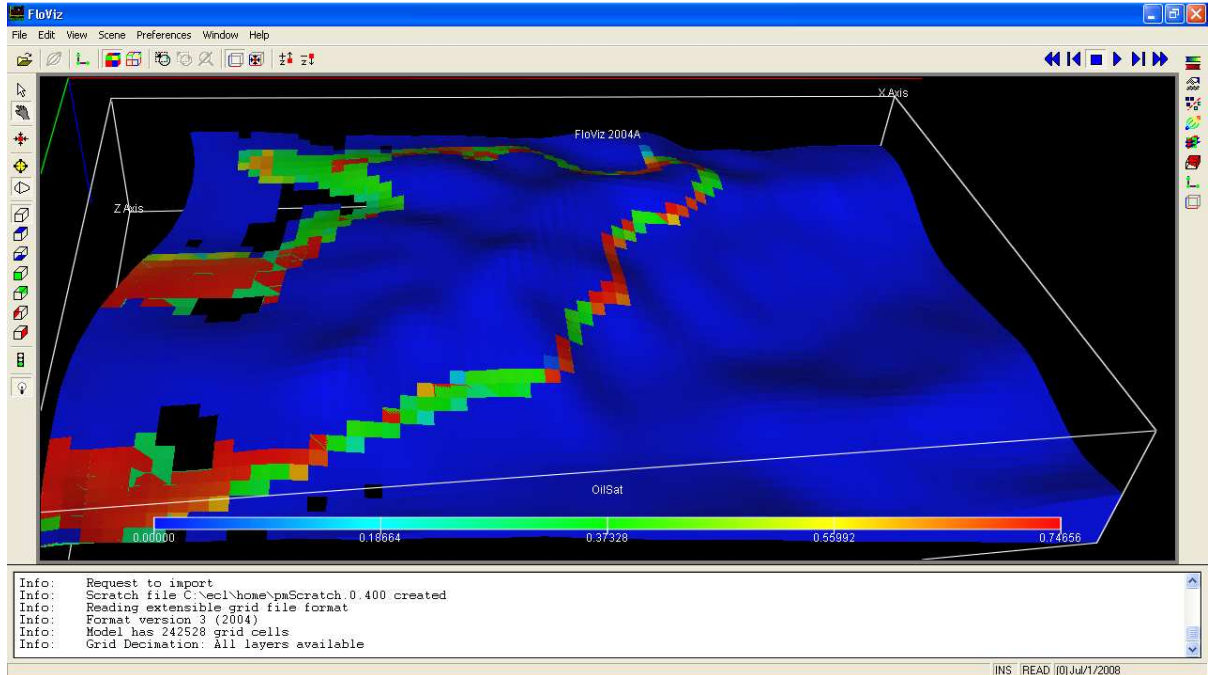 FloViz
File Edit View Scene Preferences Window Help
X Axis
FloViz 2004A
Z Axis
OilSat
0.00000 0.18664 0.37328 0.55992 0.74656
Info: Request to import
Info: Scratch file C:\ecl\home\pmScratch.0.400 created
Info: Reading extensible grid file format
Info: Format version 3 (2004)
Info: Model has 242528 grid cells
Info: Grid Decimation: All layers available
INS READ (0) Jul/1/2008